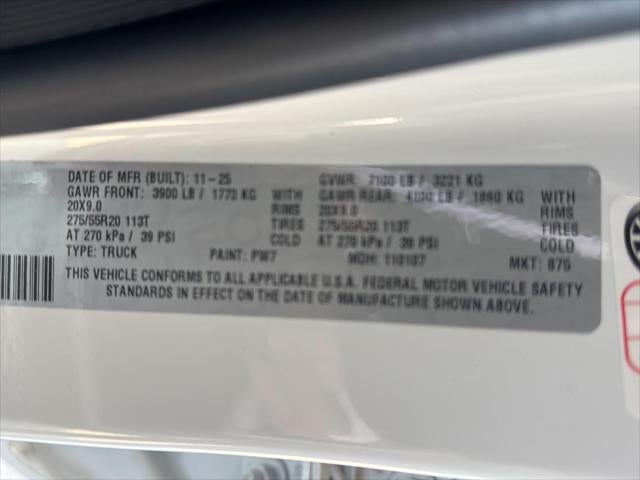 DATE OF MFR (BUILT): 11-25 GVWR: 7100 LB / 3221 KG
GAWR FRONT: 3900 LB / 1770 KG WITH GAWR REAR: 4100 LB / 1860 KG WITH
20X9.0 RIMS 20X9.0 RIMS
275/55R20 113T TIRES 275/55R20 113T TIRES
AT 270 kPa / 39 PSI COLD AT 270 kPa / 39 PSI COLD
TYPE: TRUCK PAINT: PW7 MDH: 110107 MKT: 875
THIS VEHICLE CONFORMS TO ALL APPLICABLE U.S.A. FEDERAL MOTOR VEHICLE SAFETY
STANDARDS IN EFFECT ON THE DATE OF MANUFACTURE SHOWN ABOVE.